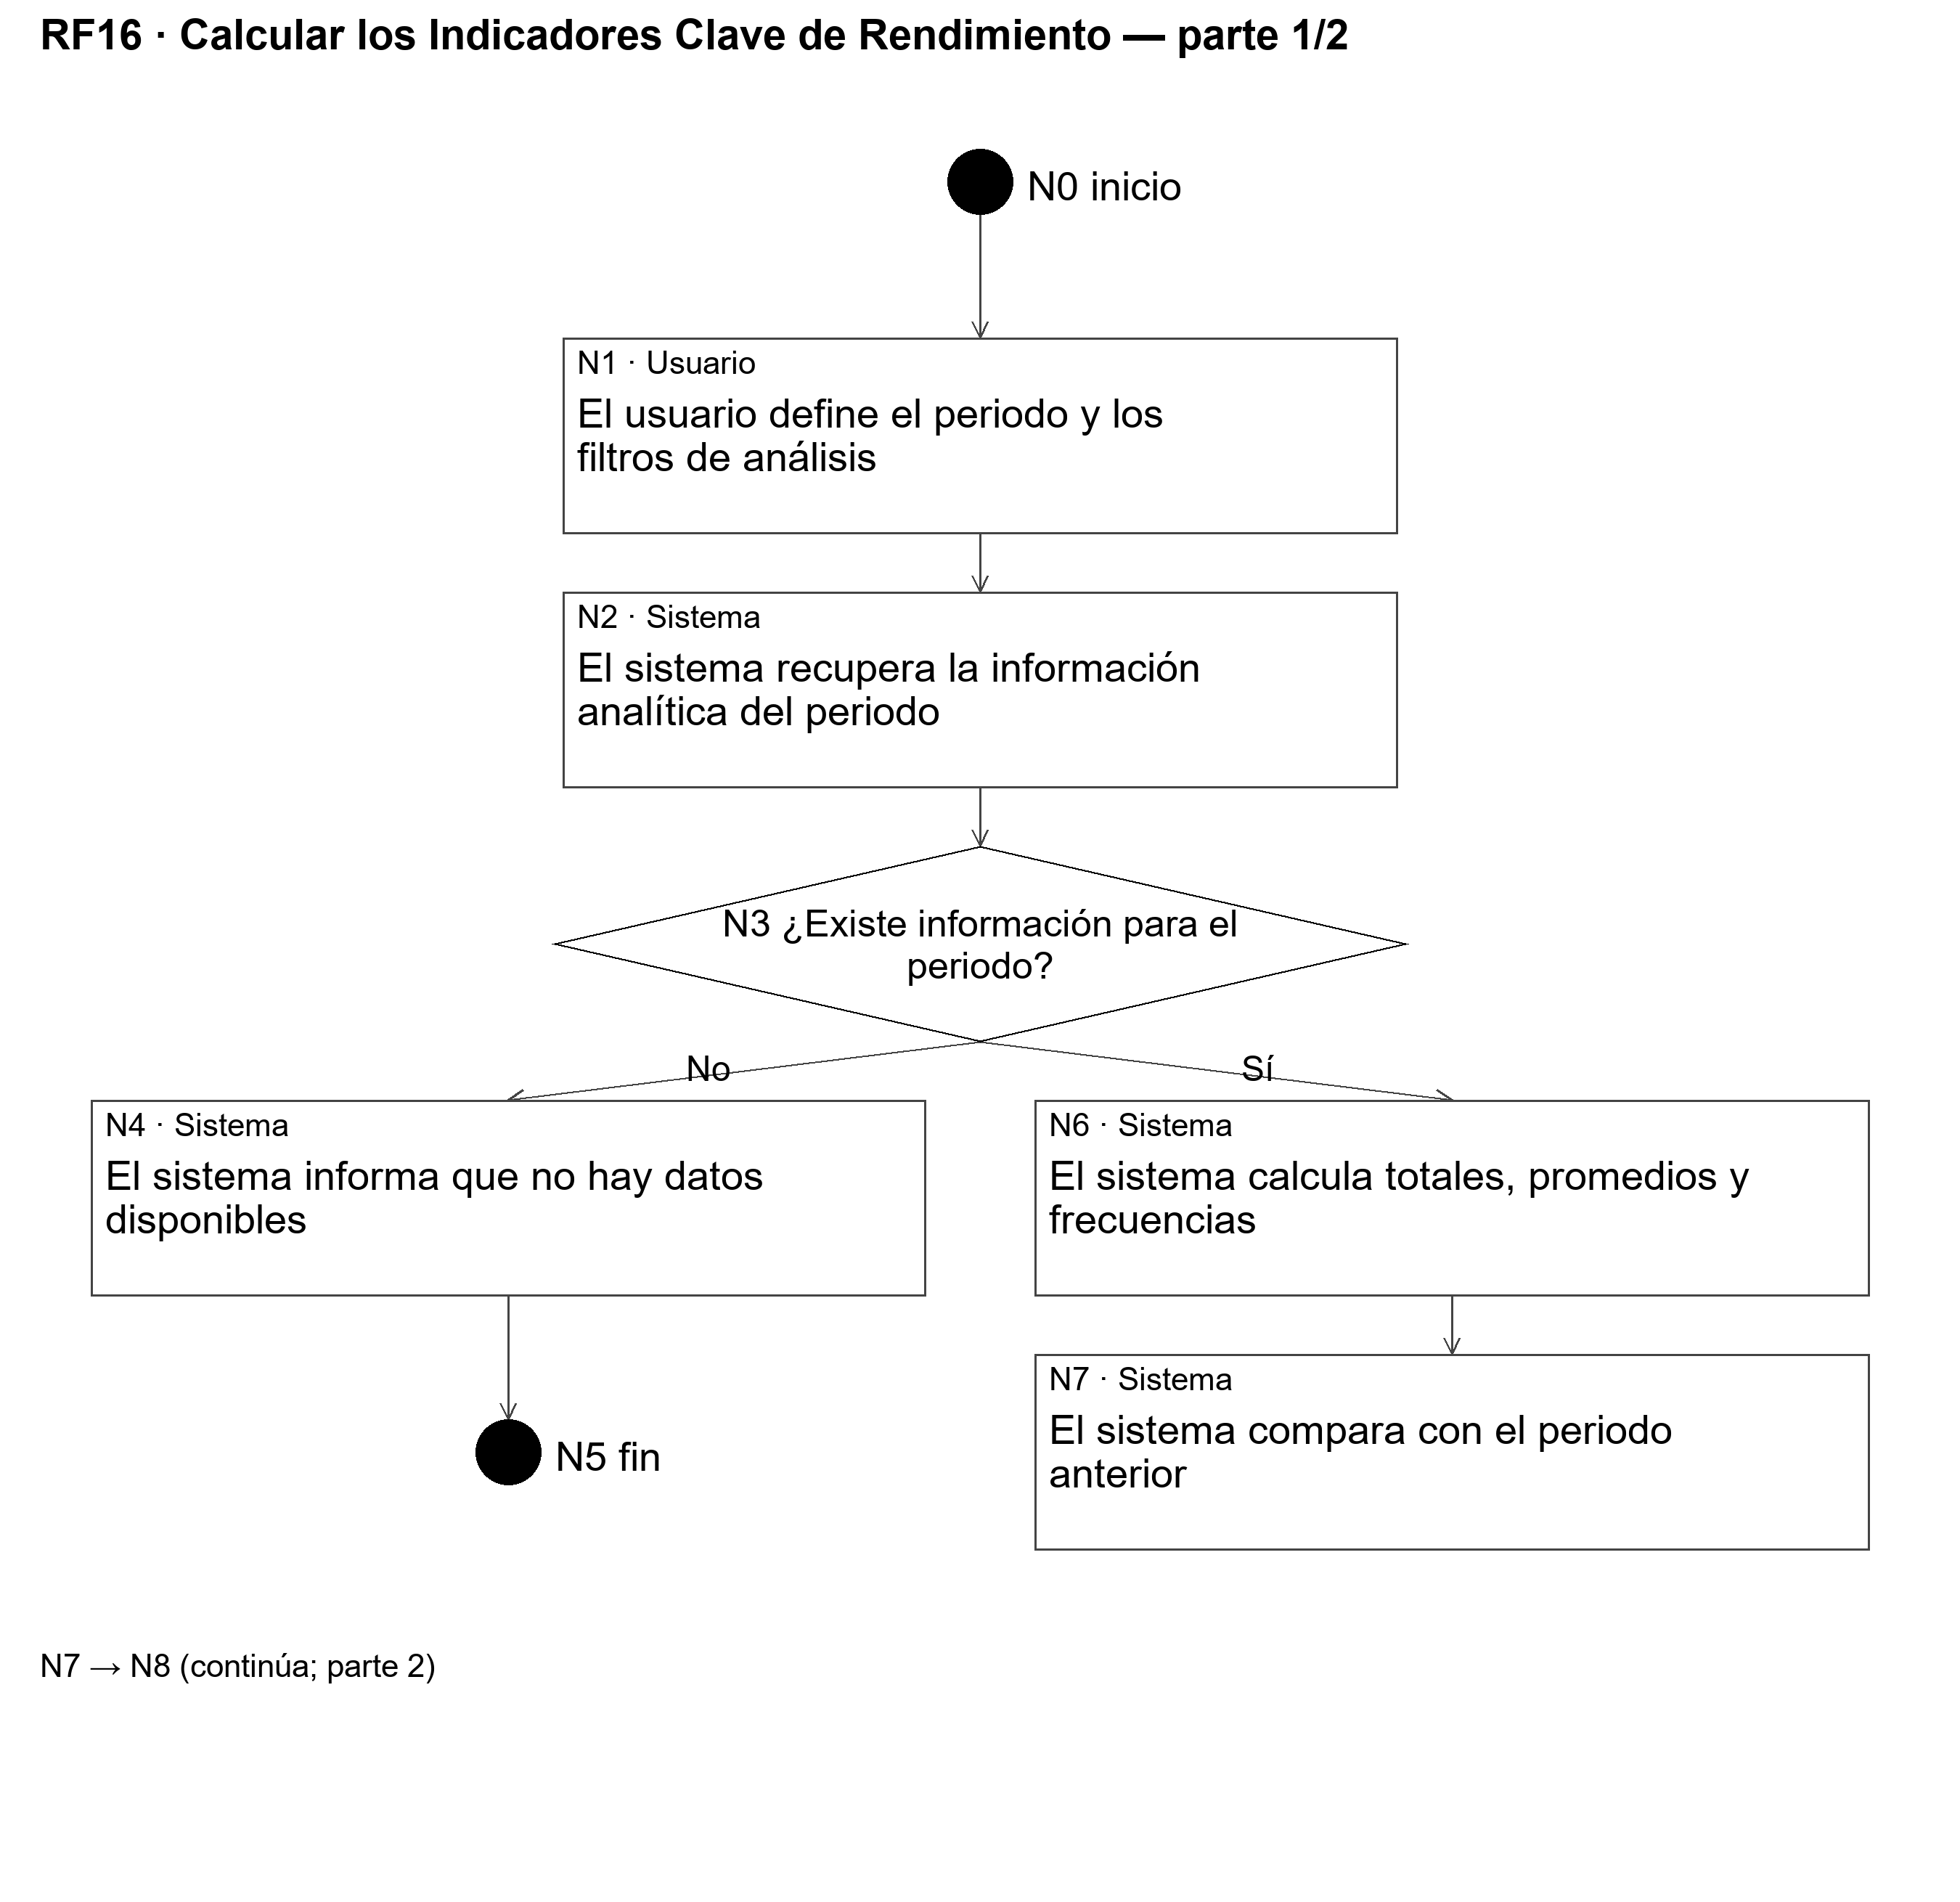 RF16 · Calcular los Indicadores Clave de Rendimiento — parte 1/2
N0 inicio
N1 · Usuario
El usuario define el periodo y los
filtros de análisis
N2 · Sistema
El sistema recupera la información
analítica del periodo
N3 ¿Existe información para el
periodo?
No
Sí
N4 · Sistema
El sistema informa que no hay datos
disponibles
N6 · Sistema
El sistema calcula totales, promedios y
frecuencias
N5 fin
N7 · Sistema
El sistema compara con el periodo
anterior
N7 → N8 (continúa; parte 2)